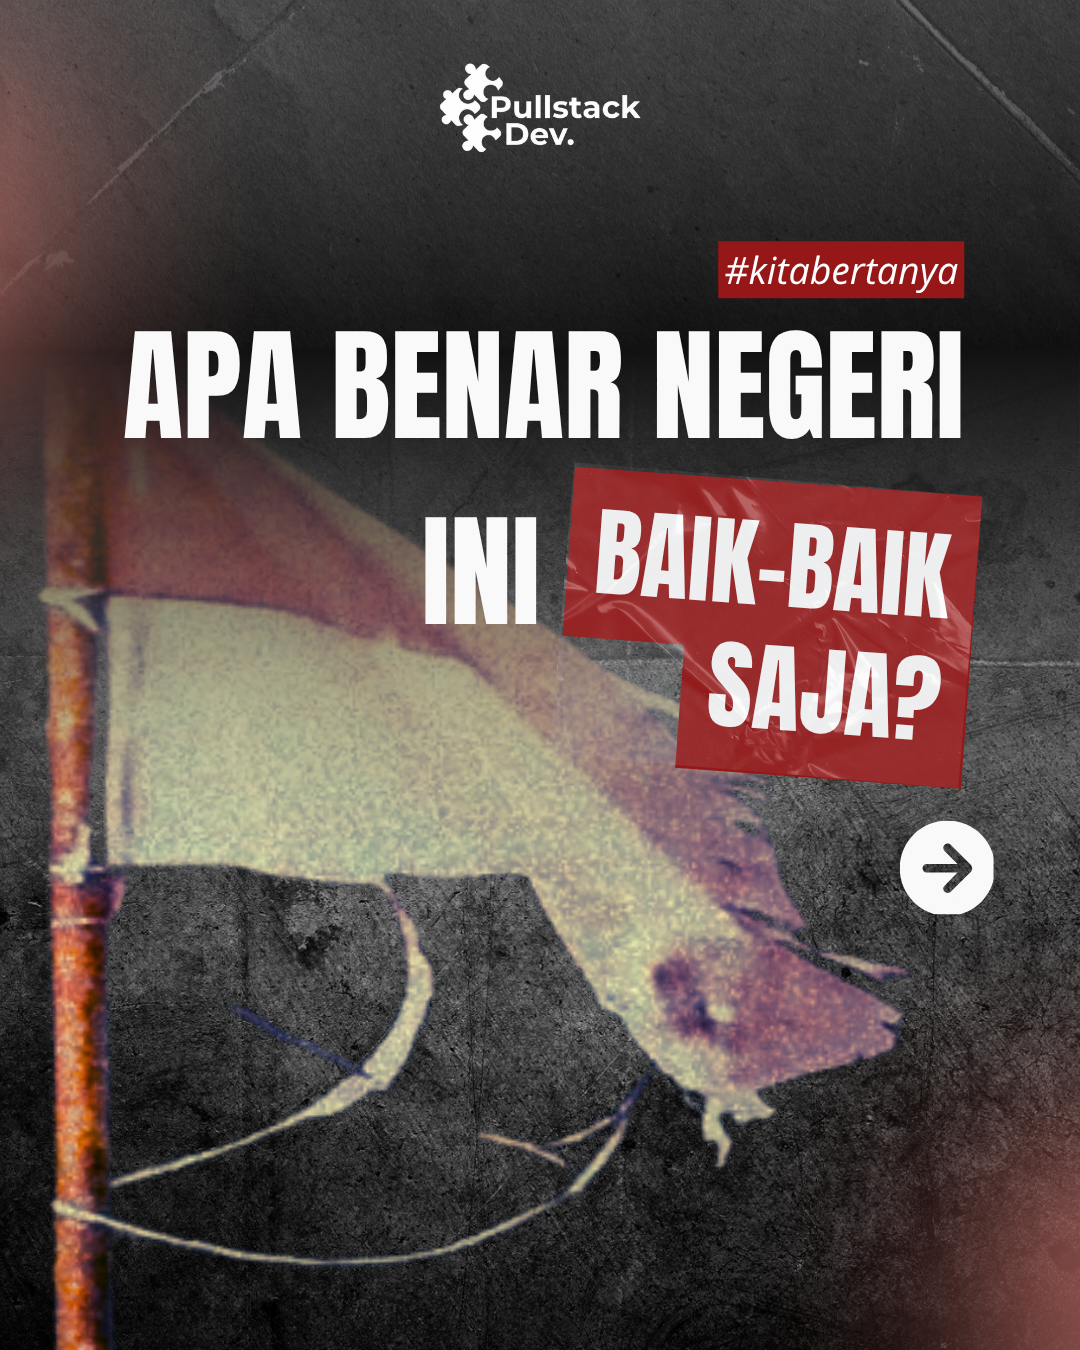 Pullstack
Dev.
#kitabertanya
APA BENAR NEGERI
INI BAIK-BAIK
SAJA?